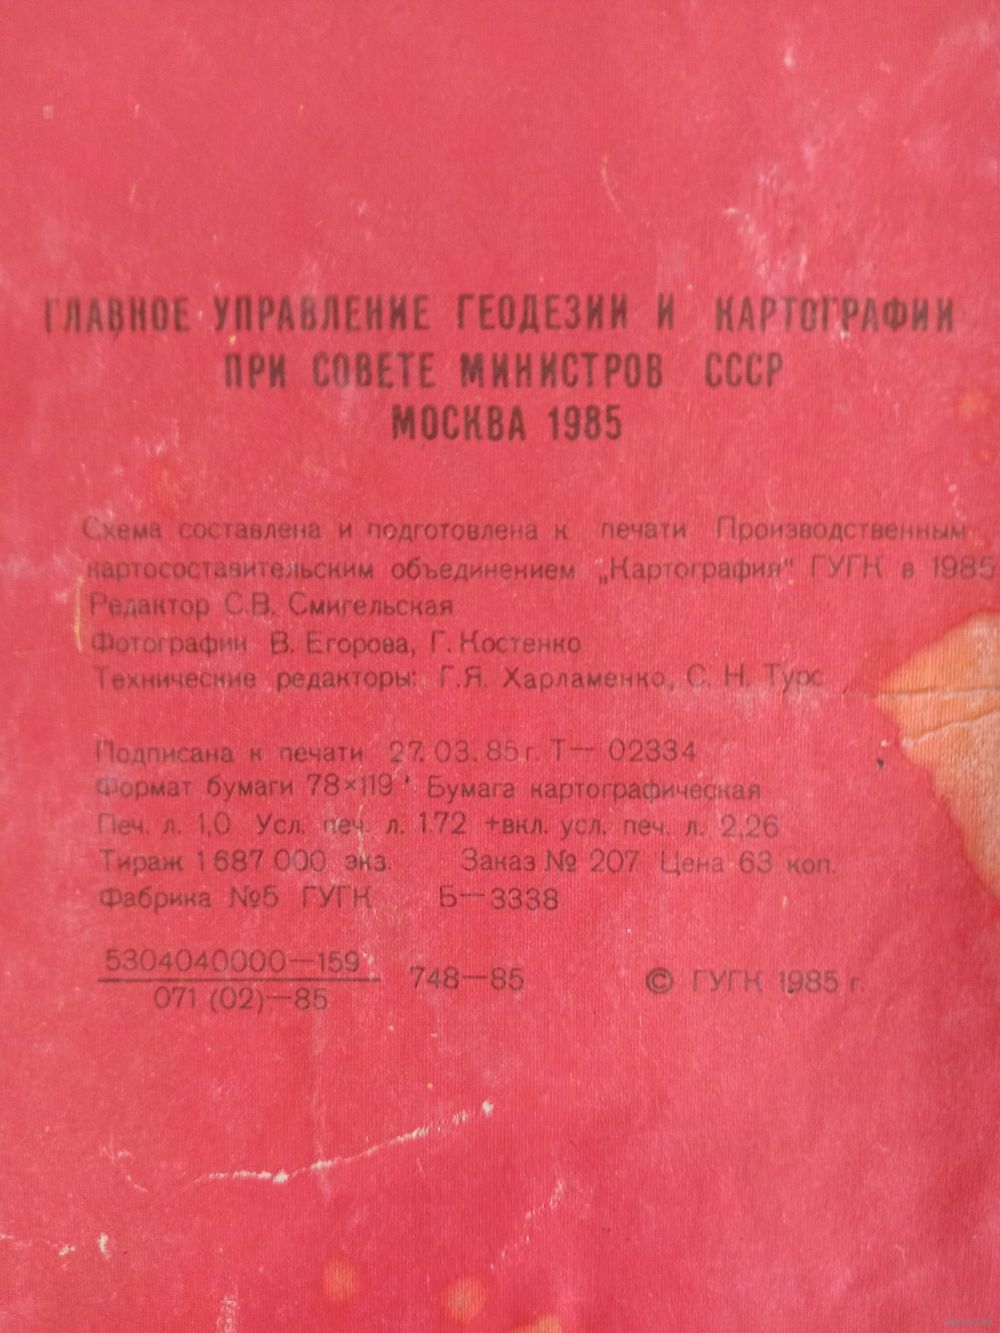 ГЛАВНОЕ УПРАВЛЕНИЕ ГЕОДЕЗИИ И КАРТОГРАФИИ
ПРИ СОВЕТЕ МИНИСТРОВ СССР
МОСКВА 1985
Схема составлена и подготовлена к печати Производственным
картосоставительским объединением „Картография" ГУГК в 1985
Редактор С.В. Смигельская
Фотографии В. Егорова, Г. Костенко
Технические редакторы: Г.Я. Харламенко, С. Н. Турс
Подписана к печати 27.03.85г. Т— 02334
Формат бумаги 78×119 Бумага картографическая
Печ. л. 1,0 Усл. печ. л. 1.72 +вкл. усл. печ. л. 2,26
Тираж 1 687 000 экз. Заказ № 207 Цена 63 коп.
Фабрика №5 ГУГК Б—3338
5304040000—159
071 (02)—85
748—85 © ГУГК 1985 г.